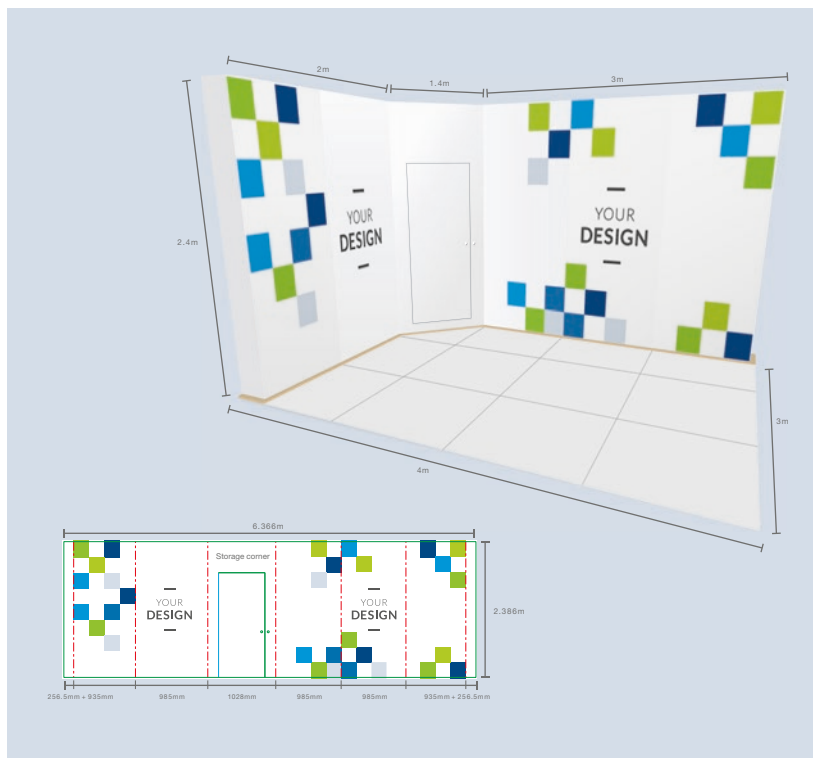 2m
1.4m
3m
2.4m
YOUR
DESIGN
YOUR
DESIGN
3m
4m
6.366m
Storage corner
YOUR
DESIGN
YOUR
DESIGN
2.386m
256.5mm + 935mm
985mm
1028mm
985mm
985mm
935mm + 256.5mm